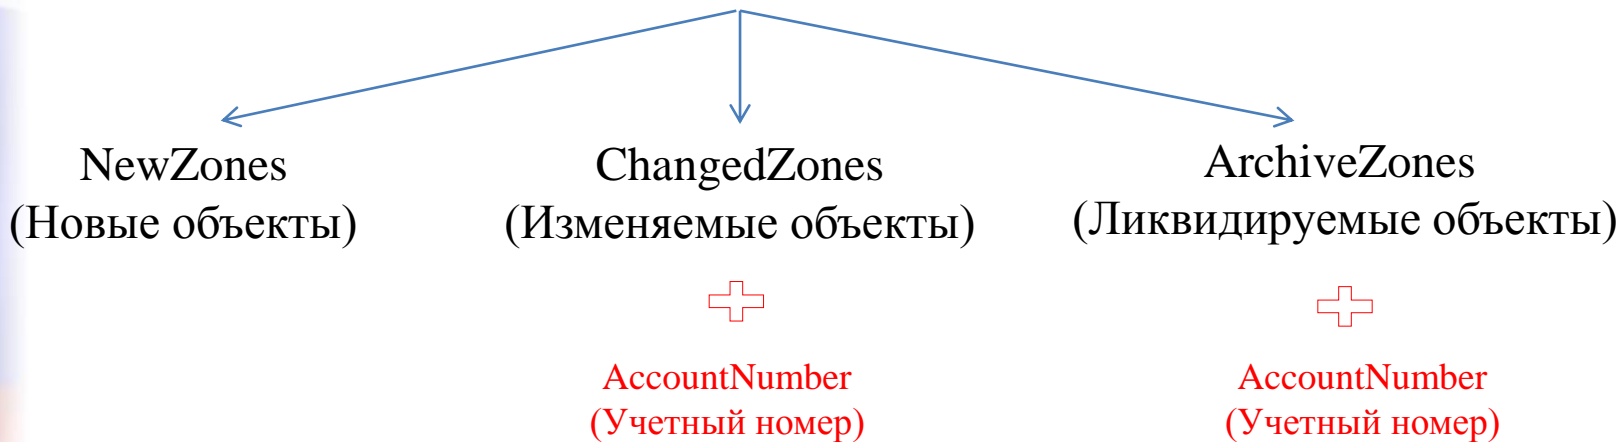 NewZones
(Новые объекты)
ChangedZones
(Изменяемые объекты)
AccountNumber
(Учетный номер)
ArchiveZones
(Ликвидируемые объекты)
AccountNumber
(Учетный номер)